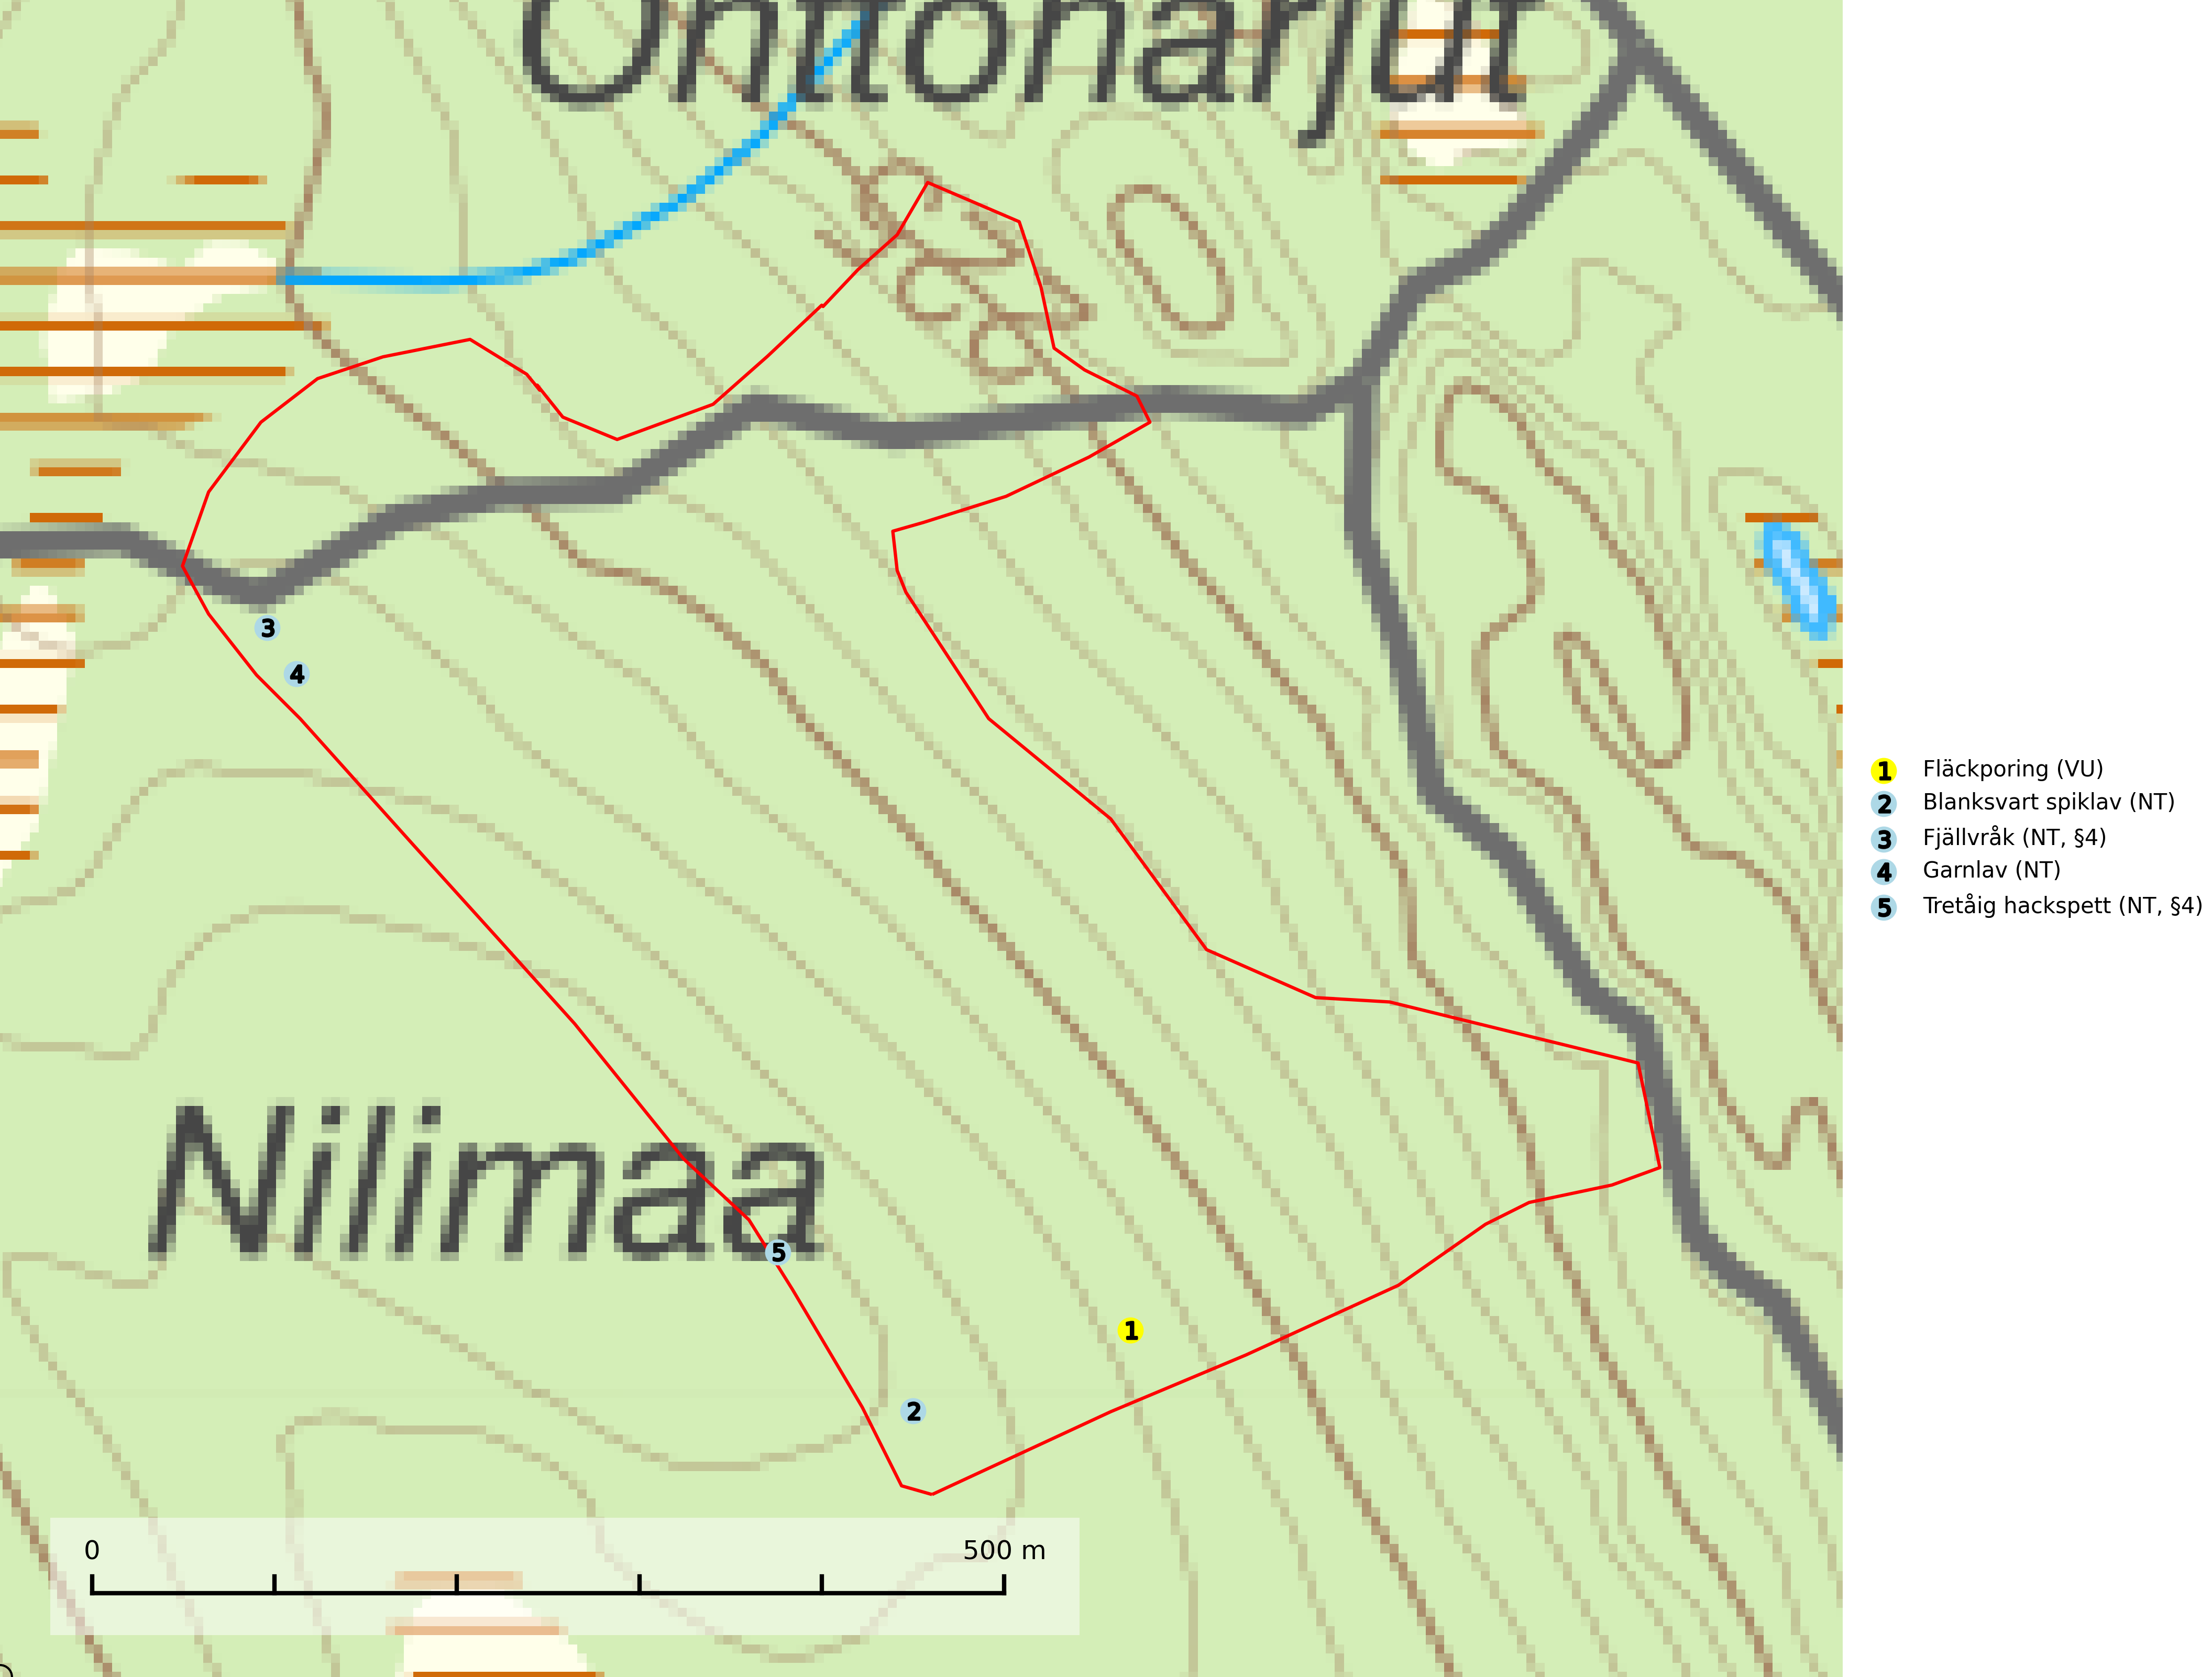 Ontonarjut
3
4
1 Fläckporing (VU)
2 Blanksvart spiklav (NT)
3 Fjällvråk (NT, §4)
4 Garnlav (NT)
5 Tretåig hackspett (NT, §4)
Nilimaa
5
1
2
0 500 m